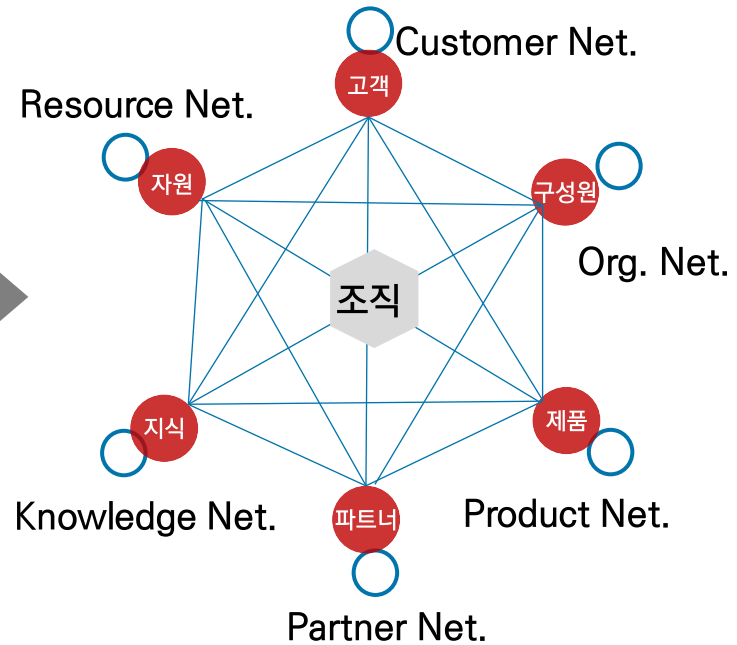 Customer Net.
고객
Resource Net.
자원
구성원
Org. Net.
조직
지식
제품
Knowledge Net.
Product Net.
파트너
Partner Net.